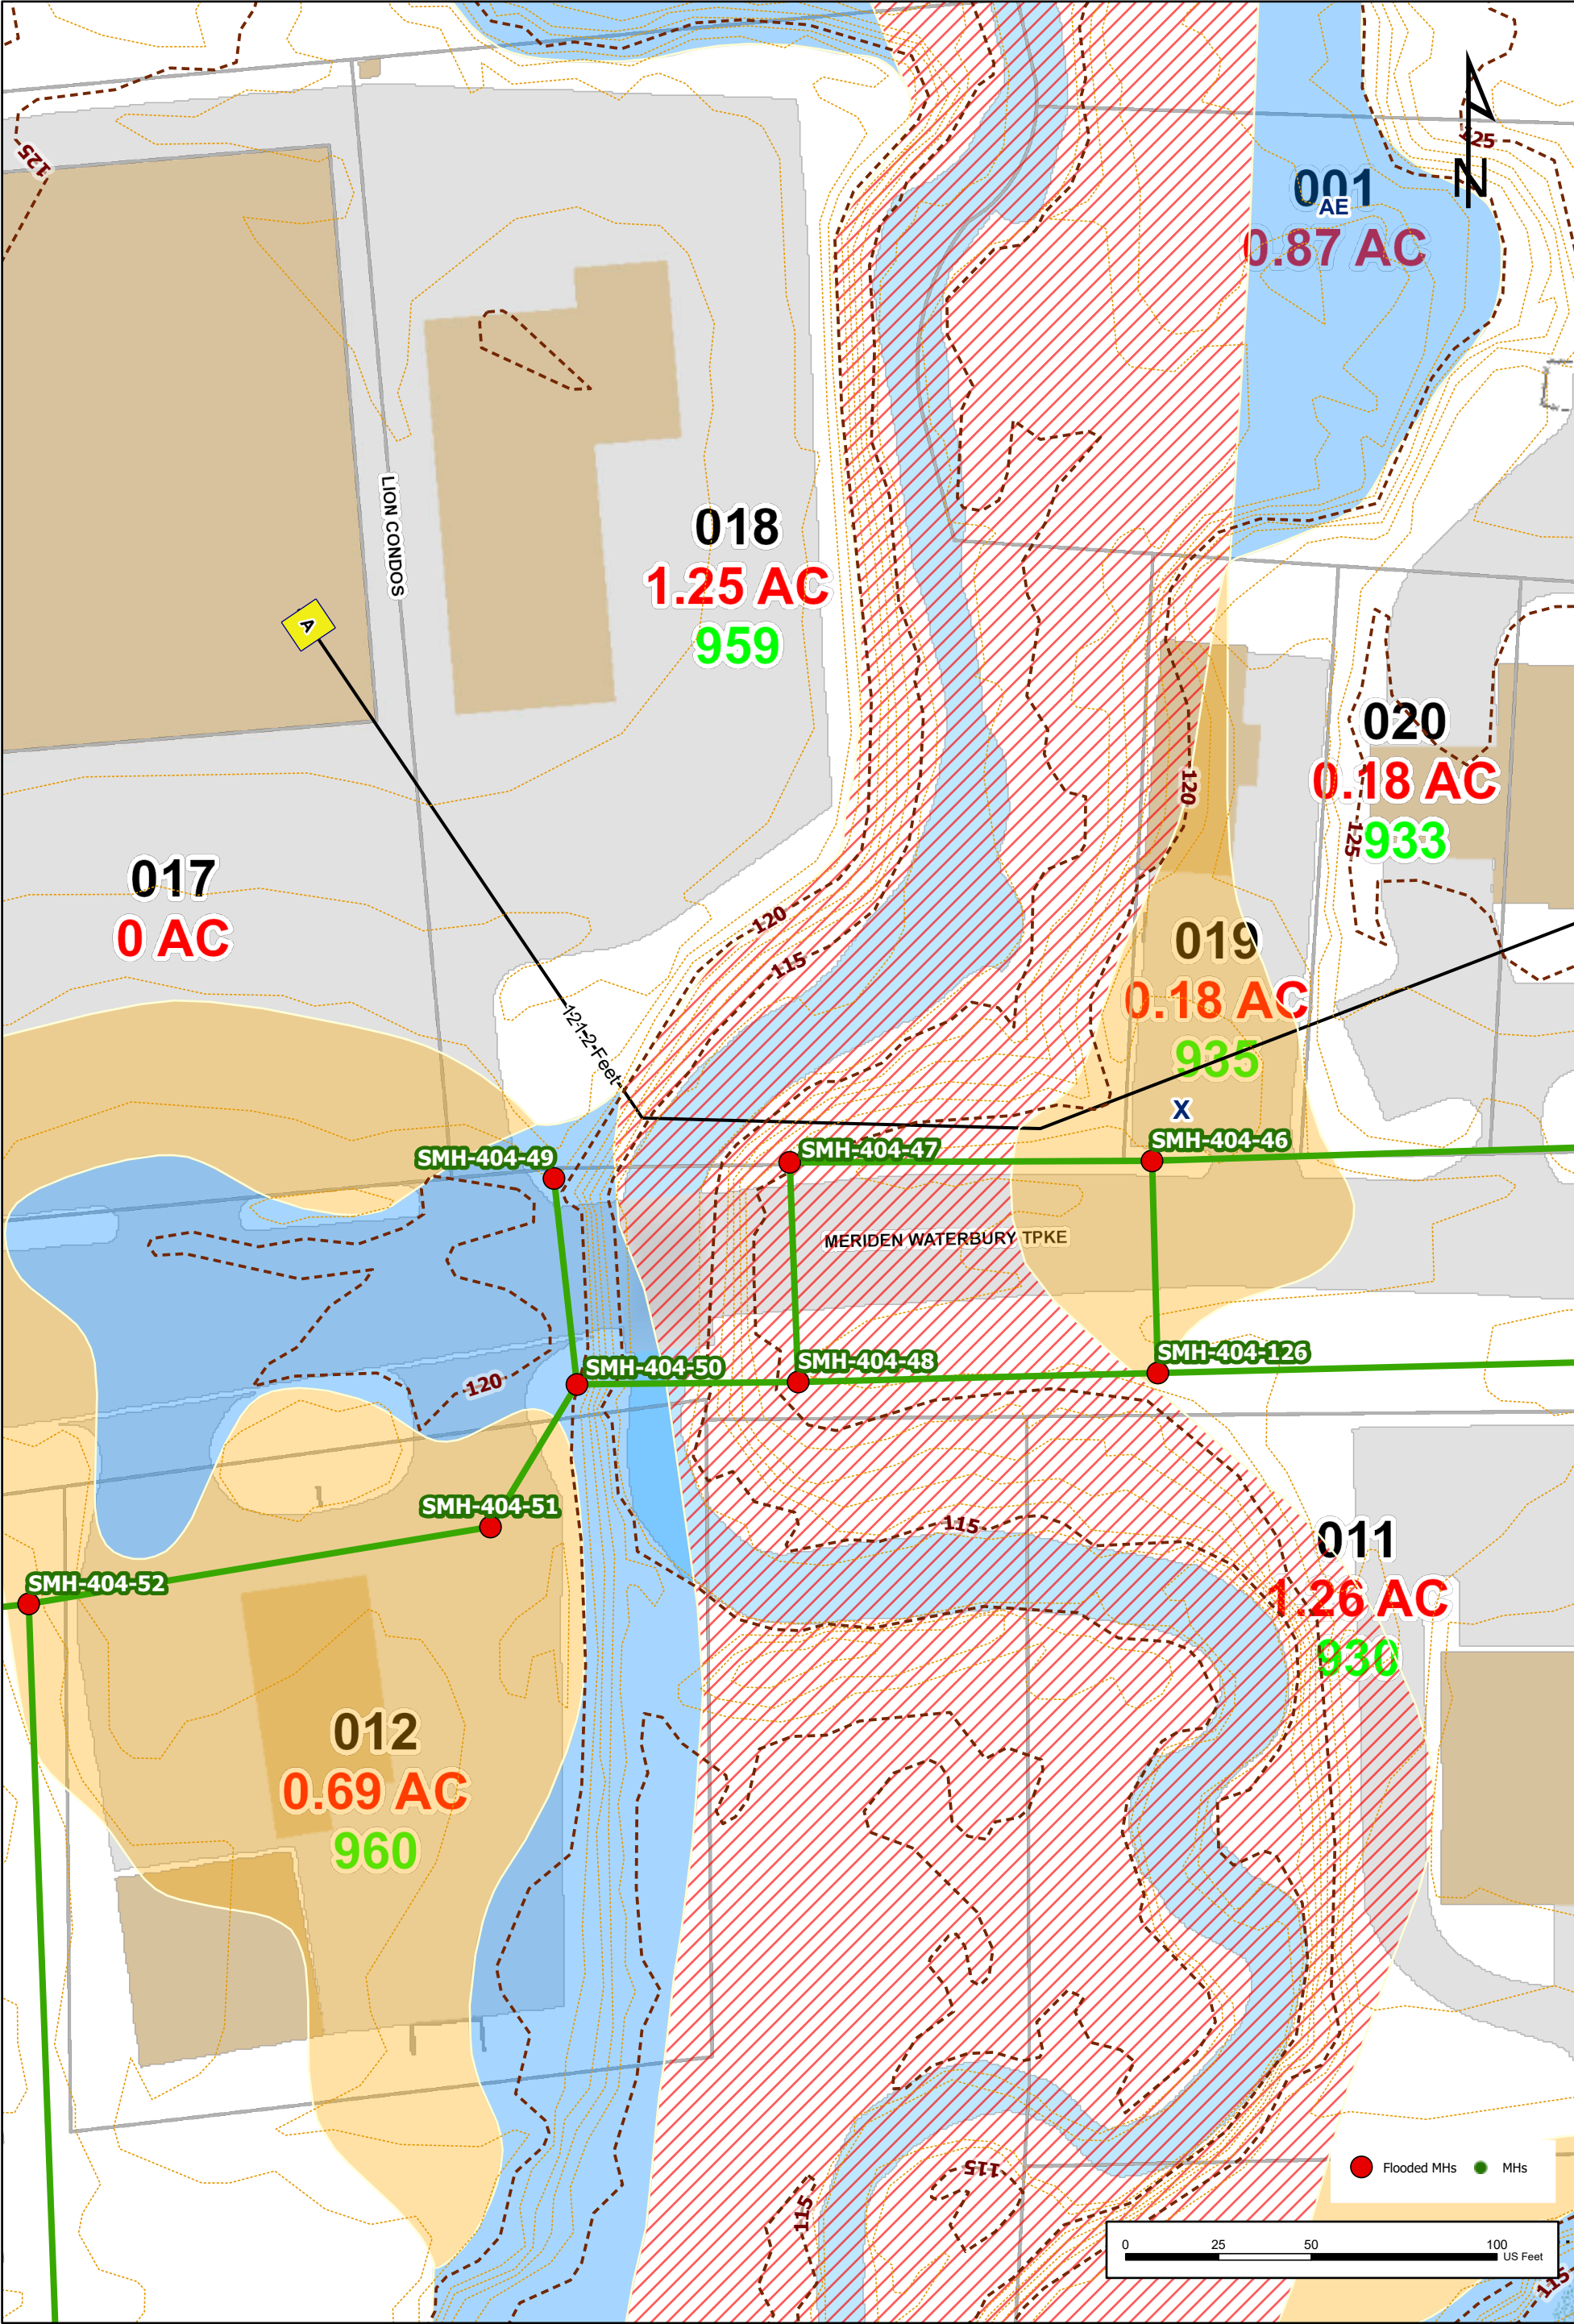 125
125
N
001
AE
0.87 AC
LION CONDOS
018
1.25 AC
959
A
020
0.18 AC
933
120
125
017
0 AC
120
115
019
0.18 AC
935
121.2 Feet
X
SMH-404-49
SMH-404-47
SMH-404-46
MERIDEN WATERBURY TPKE
SMH-404-50
SMH-404-48
SMH-404-126
120
SMH-404-51
115
011
1.26 AC
930
SMH-404-52
012
0.69 AC
960
115
115
Flooded MHs
MHs
0 25 50 100
US Feet
115